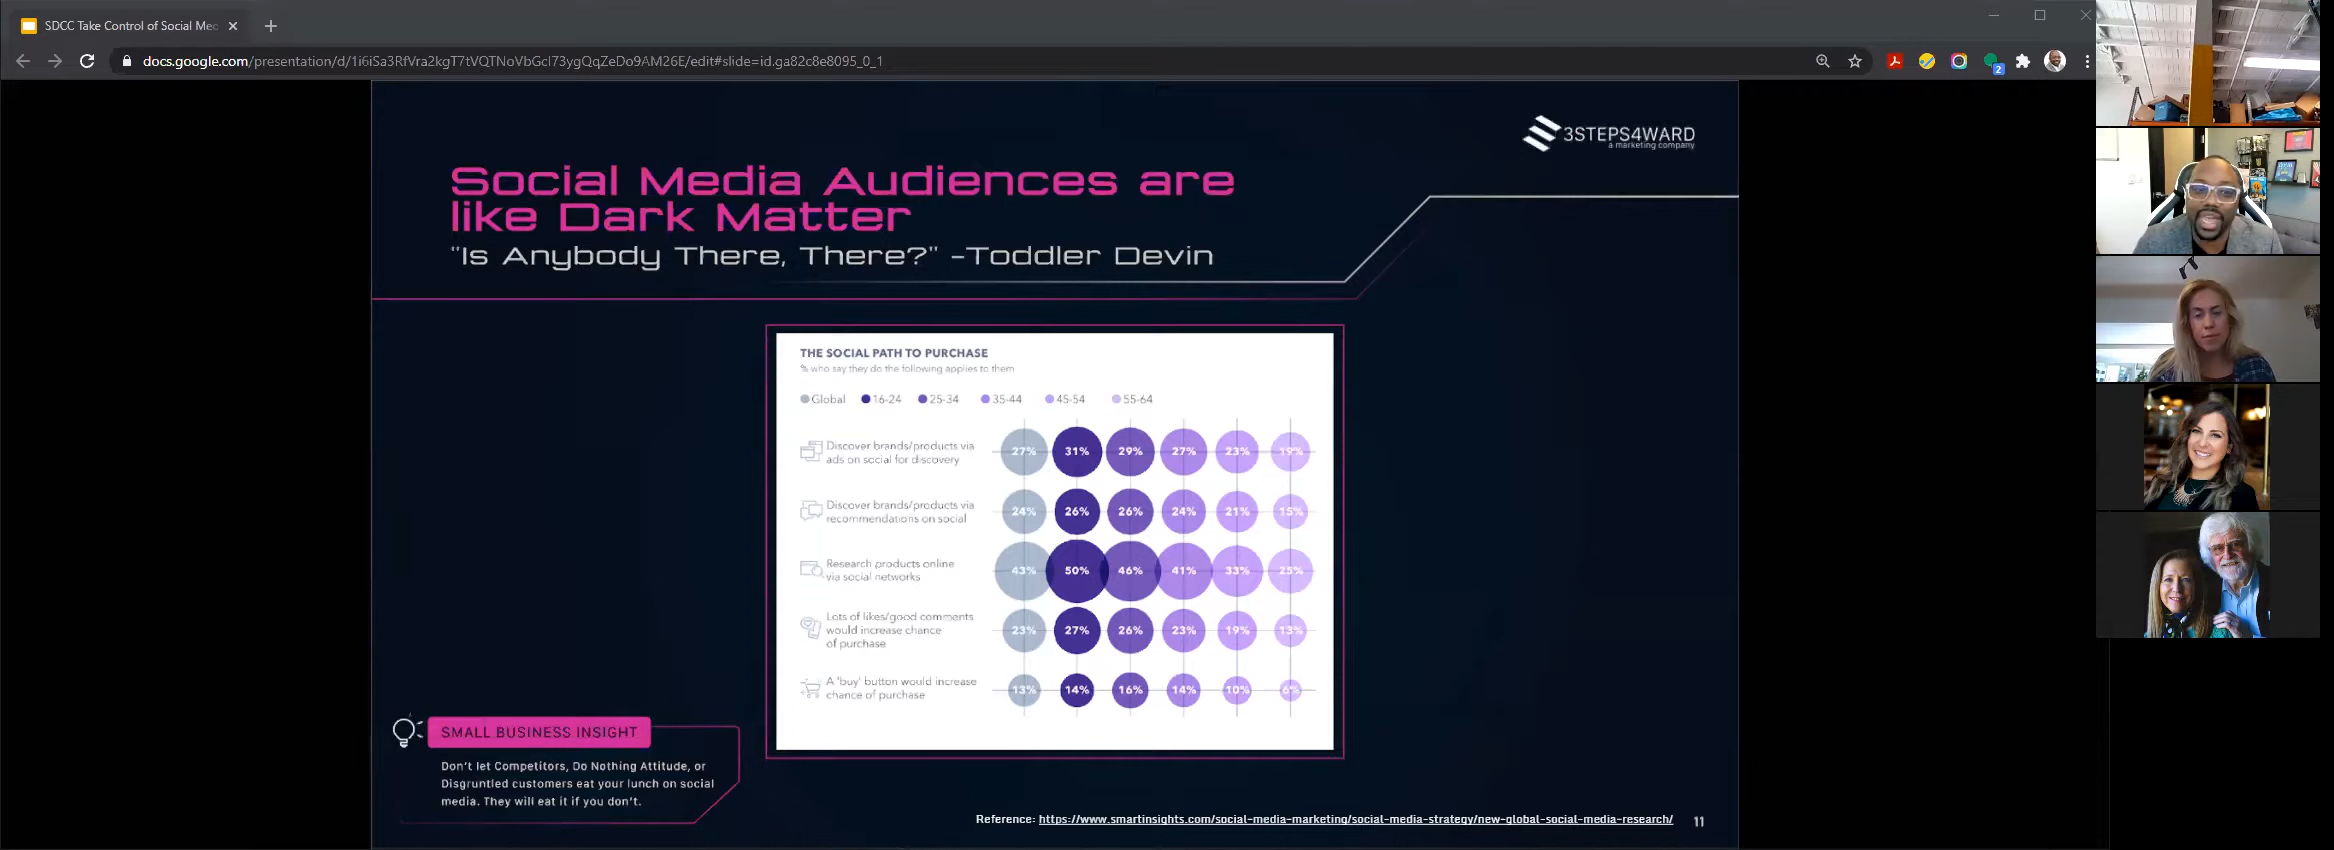 SDCC Take Control of Social Med
docs.google.com/presentation/d/1i6iSa3RfVra2kgT7tVQTNoVbGcI73ygQqZeDo9AM26E/edit#slide=id.ga82c8e8095_0_1
2
3STEPS4WARD
a marketing company
Social Media Audiences are
like Dark Matter
"Is Anybody There, There?" -Toddler Devin
THE SOCIAL PATH TO PURCHASE
% who say they do the following applies to them
Global 16-24 25-34 35-44 45-54 55-64
Discover brands/products via
ads on social for discovery
27% 31% 29% 27% 23% 19%
Discover brands/products via
recommendations on social
24% 26% 26% 24% 21% 15%
Research products online
via social networks
43% 50% 46% 41% 33% 25%
Lots of likes/good comments
would increase chance
of purchase
23% 27% 26% 23% 19% 13%
A 'buy' button would increase
chance of purchase
13% 14% 16% 14% 10% 6%
SMALL BUSINESS INSIGHT
Don't let Competitors, Do Nothing Attitude, or
Disgruntled customers eat your lunch on social
media. They will eat it if you don't.
Reference: https://www.smartinsights.com/social-media-marketing/social-media-strategy/new-global-social-media-research/
11